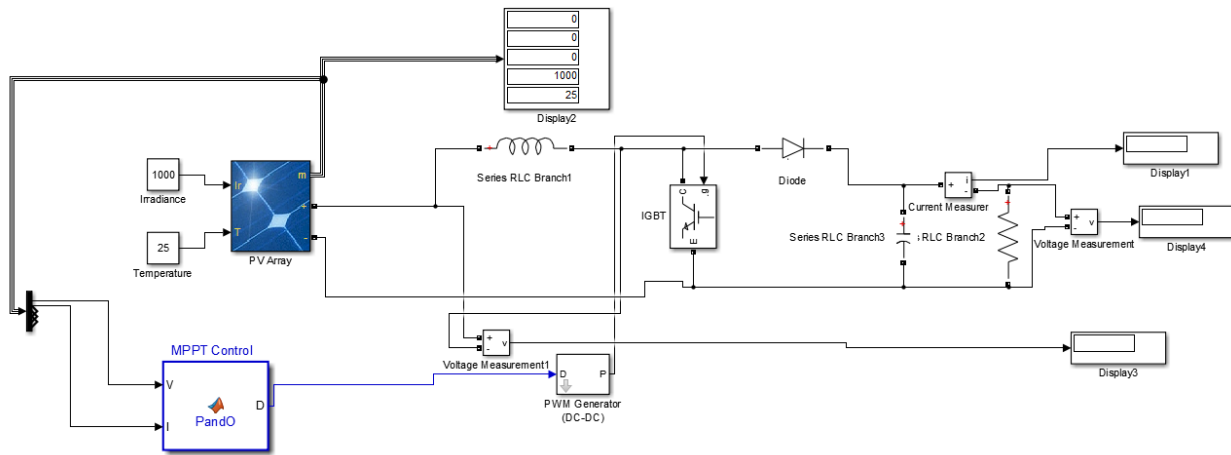 0
0
0
1000
25
Display2
1000
Irradiance
25
Temperature
Ir
T
m
+
-
PV Array
+
Series RLC Branch1
g
C
E
IGBT
Diode
+
-
i
Current Measurer
Display1
+
Series RLC Branch3
s RLC Branch2
+
+
-
v
Voltage Measurement
Display4
+
-
v
Voltage Measurement1
Display3
MPPT Control
V
I
D
PandO
D
P
PWM Generator
(DC-DC)